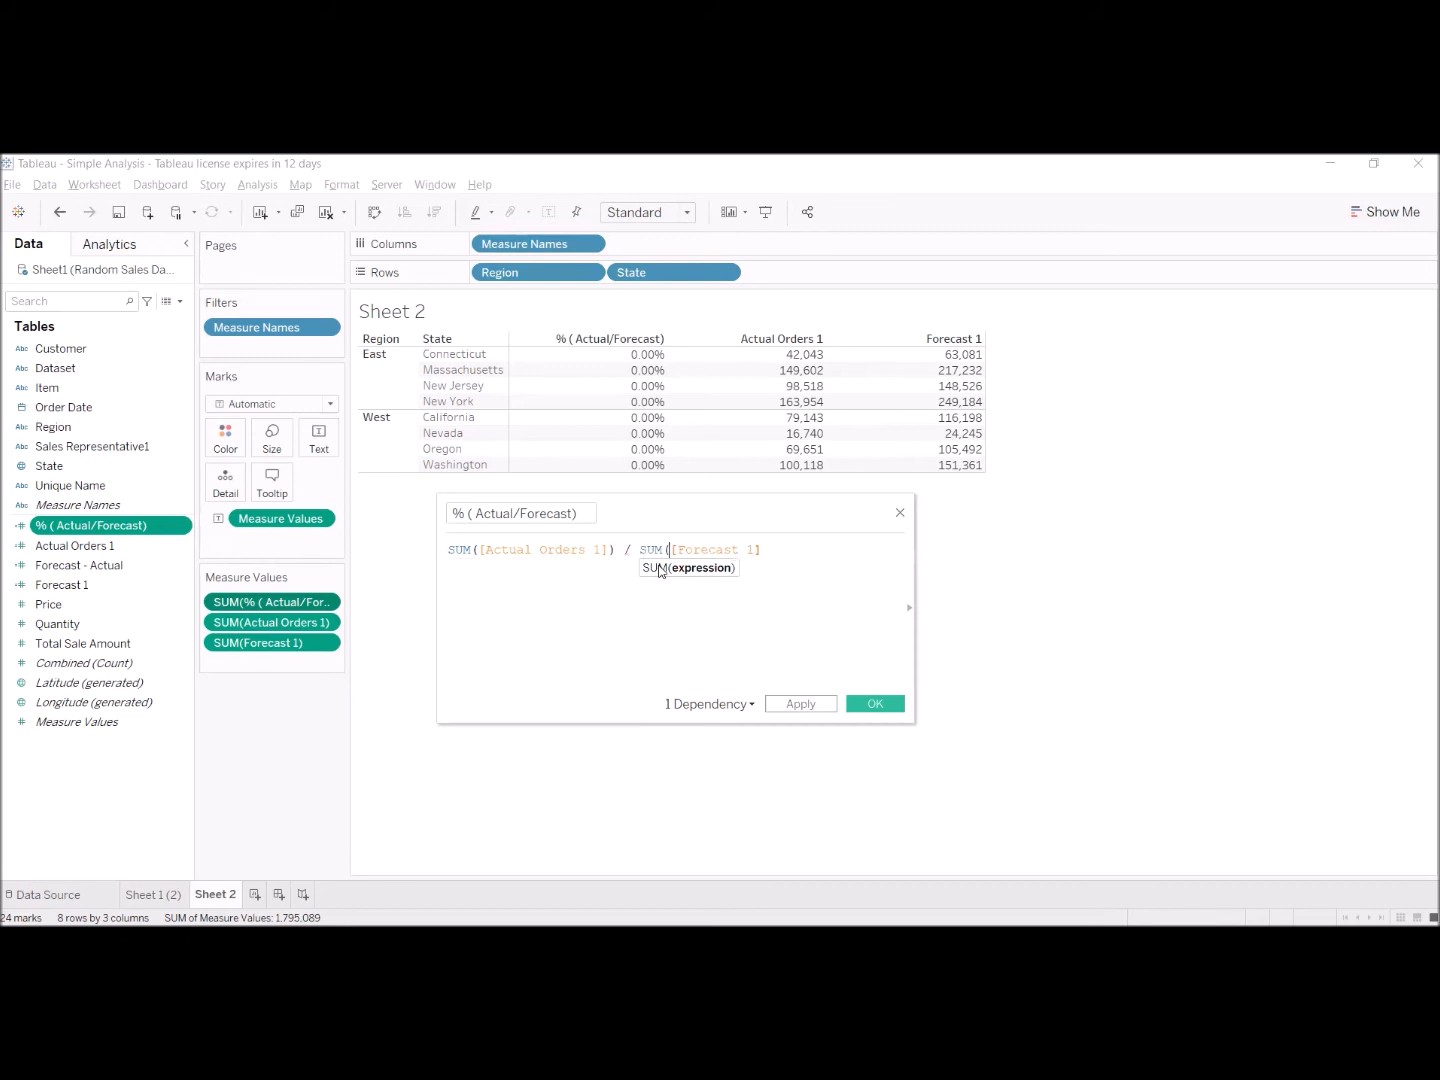 Tableau - Simple Analysis - Tableau license expires in 12 days
File Data Worksheet Dashboard Story Analysis Map Format Server Window Help
Standard
Show Me
Data Analytics
Sheet1 (Random Sales Da...
Search
Tables
Abc Customer
Abc Dataset
Abc Item
Order Date
Abc Region
Abc Sales Representative1
State
Abc Unique Name
Abc Measure Names
% ( Actual/Forecast)
Actual Orders 1
Forecast - Actual
Forecast 1
Price
Quantity
Total Sale Amount
Combined (Count)
Latitude (generated)
Longitude (generated)
Measure Values
Pages
Filters
Measure Names
Marks
Automatic
Color Size Text
Detail Tooltip
Measure Values
Measure Values
SUM(% ( Actual/For..
SUM(Actual Orders 1)
SUM(Forecast 1)
Columns Measure Names
Rows Region State
Sheet 2
Region State % ( Actual/Forecast) Actual Orders 1 Forecast 1
East Connecticut 0.00% 42,043 63,081
Massachusetts 0.00% 149,602 217,232
New Jersey 0.00% 98,518 148,526
New York 0.00% 163,954 249,184
West California 0.00% 79,143 116,198
Nevada 0.00% 16,740 24,245
Oregon 0.00% 69,651 105,492
Washington 0.00% 100,118 151,361
% ( Actual/Forecast)
SUM([Actual Orders 1]) / SUM([Forecast 1]
SUM(expression)
1 Dependency Apply OK
Data Source Sheet 1 (2) Sheet 2
24 marks 8 rows by 3 columns SUM of Measure Values: 1,795,089